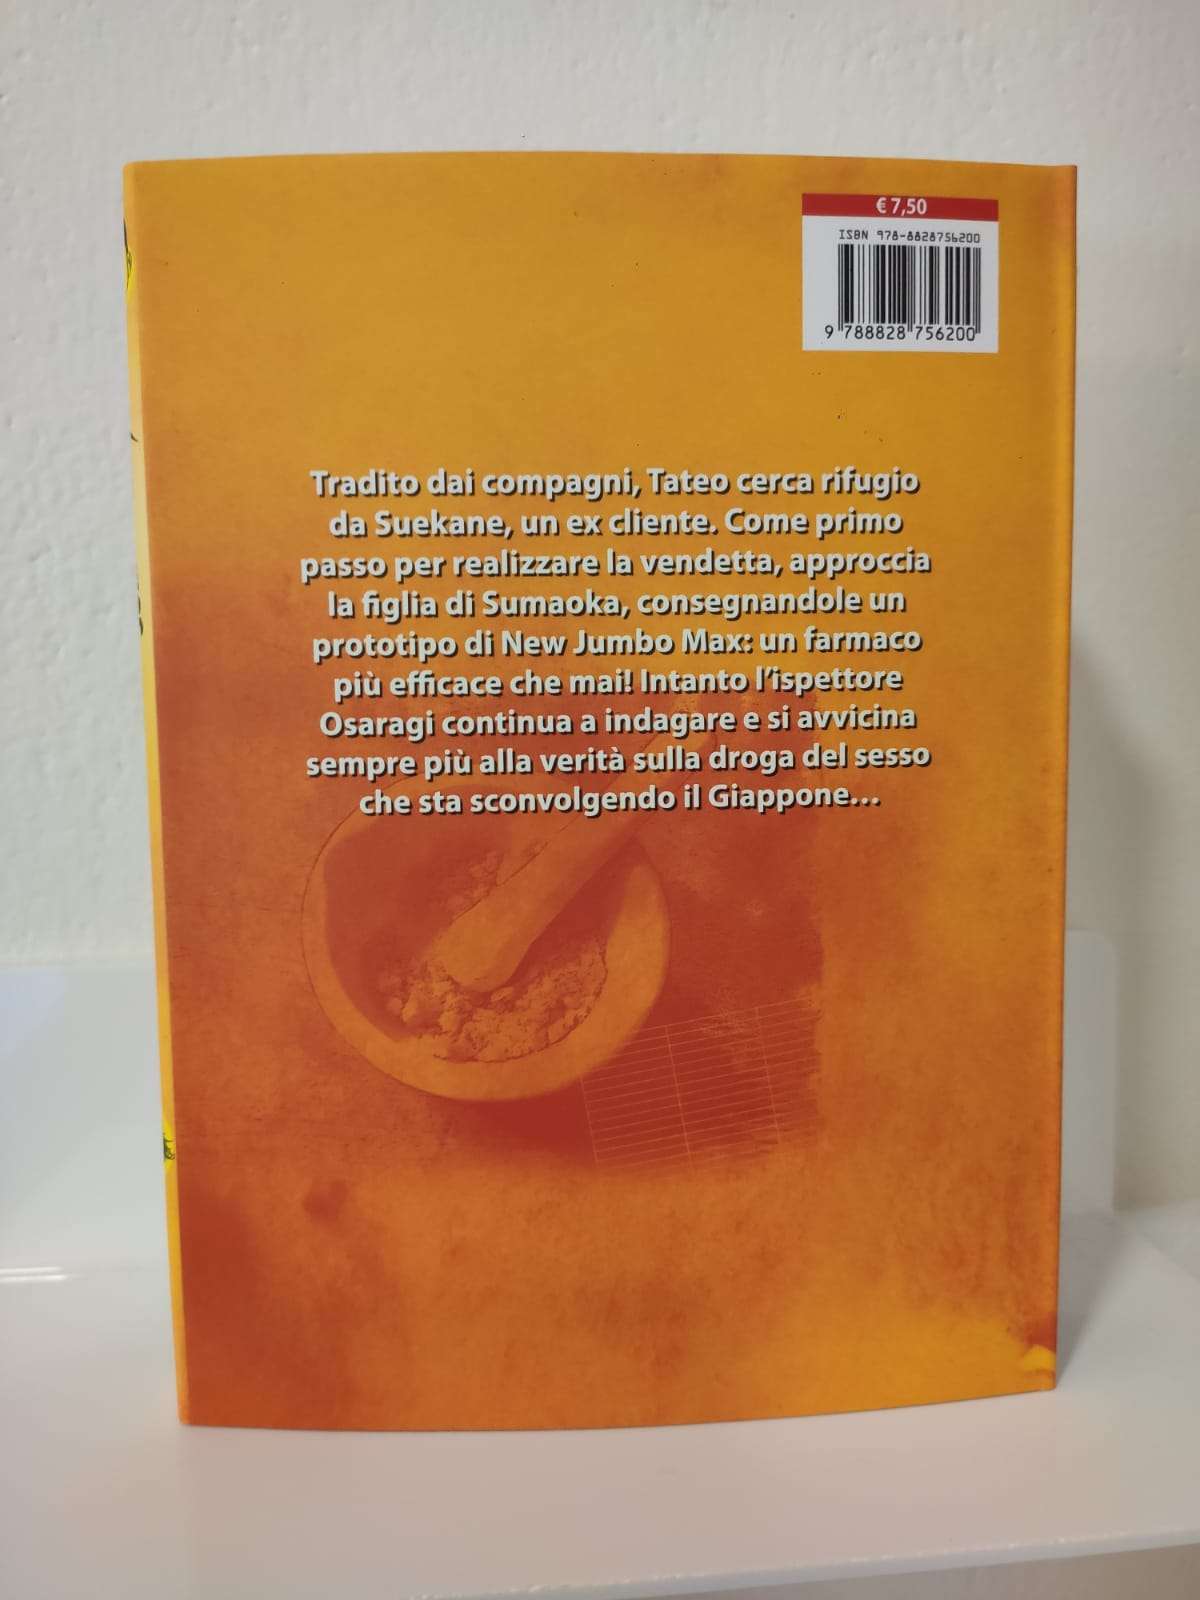 € 7,50
ISBN 978-8828756200
9 788828 756200
Tradito dai compagni, Tateo cerca rifugio
da Suekane, un ex cliente. Come primo
passo per realizzare la vendetta, approccia
la figlia di Sumaoka, consegnandole un
prototipo di New Jumbo Max: un farmaco
più efficace che mai! Intanto l’ispettore
Osaragi continua a indagare e si avvicina
sempre più alla verità sulla droga del sesso
che sta sconvolgendo il Giappone…